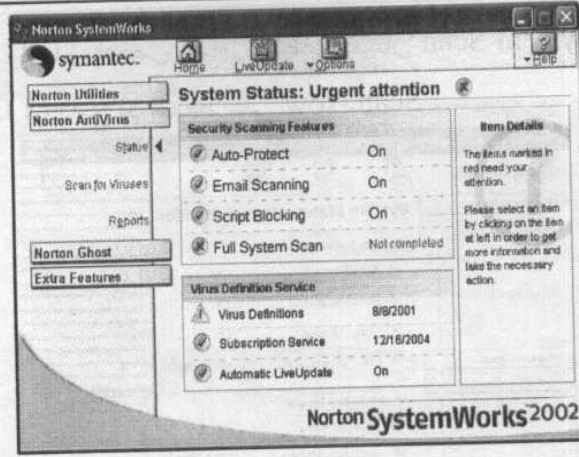 Norton SystemWorks
symantec.
Home
LiveUpdate
Options
Help
Norton Utilities
Norton AntiVirus
Status
Scan for Viruses
Reports
Norton Ghost
Extra Features
System Status: Urgent attention
Security Scanning Features
Auto-Protect On
Email Scanning On
Script Blocking On
Full System Scan Not completed
Virus Definition Service
Virus Definitions 8/8/2001
Subscription Service 12/16/2004
Automatic LiveUpdate On
Item Details
The items marked in
red need your
attention.
Please select an item
by clicking on the item
at left in order to get
more information and
take the necessary
action.
Norton SystemWorks 2002